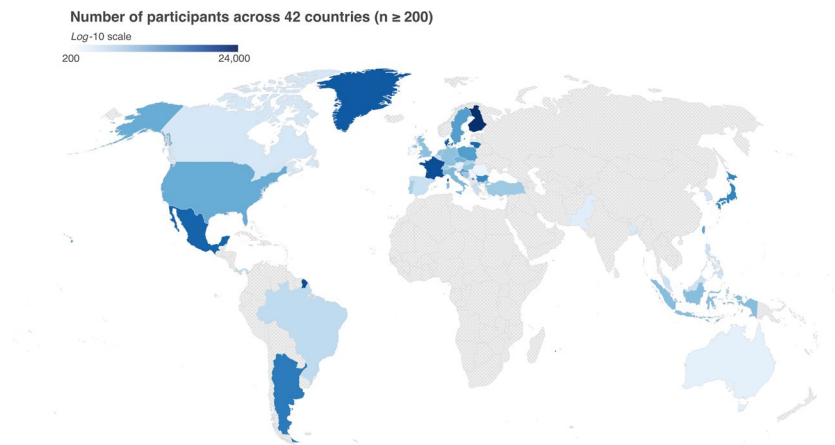 Number of participants across 42 countries (n ≥ 200)
Log-10 scale
200 24,000